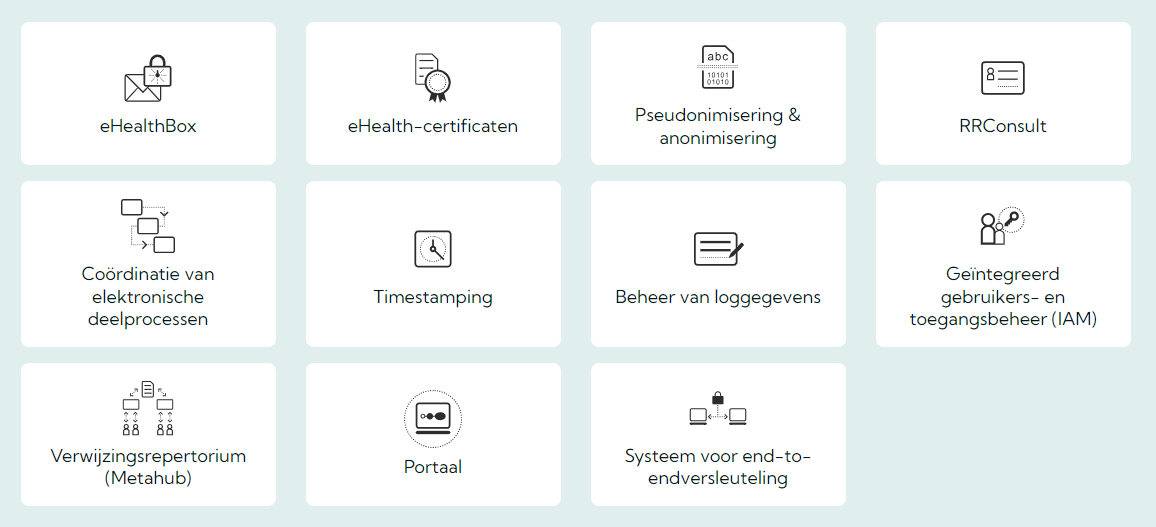 eHealthBox
eHealth-certificaten
abc
10101
01010
Pseudonimisering &
anonimisering
RRConsult
Coördinatie van
elektronische
deelprocessen
Timestamping
Beheer van loggegevens
Geïntegreerd
gebruikers- en
toegangsbeheer (IAM)
Verwijzingsrepertorium
(Metahub)
Portaal
Systeem voor end-to-
endversleuteling